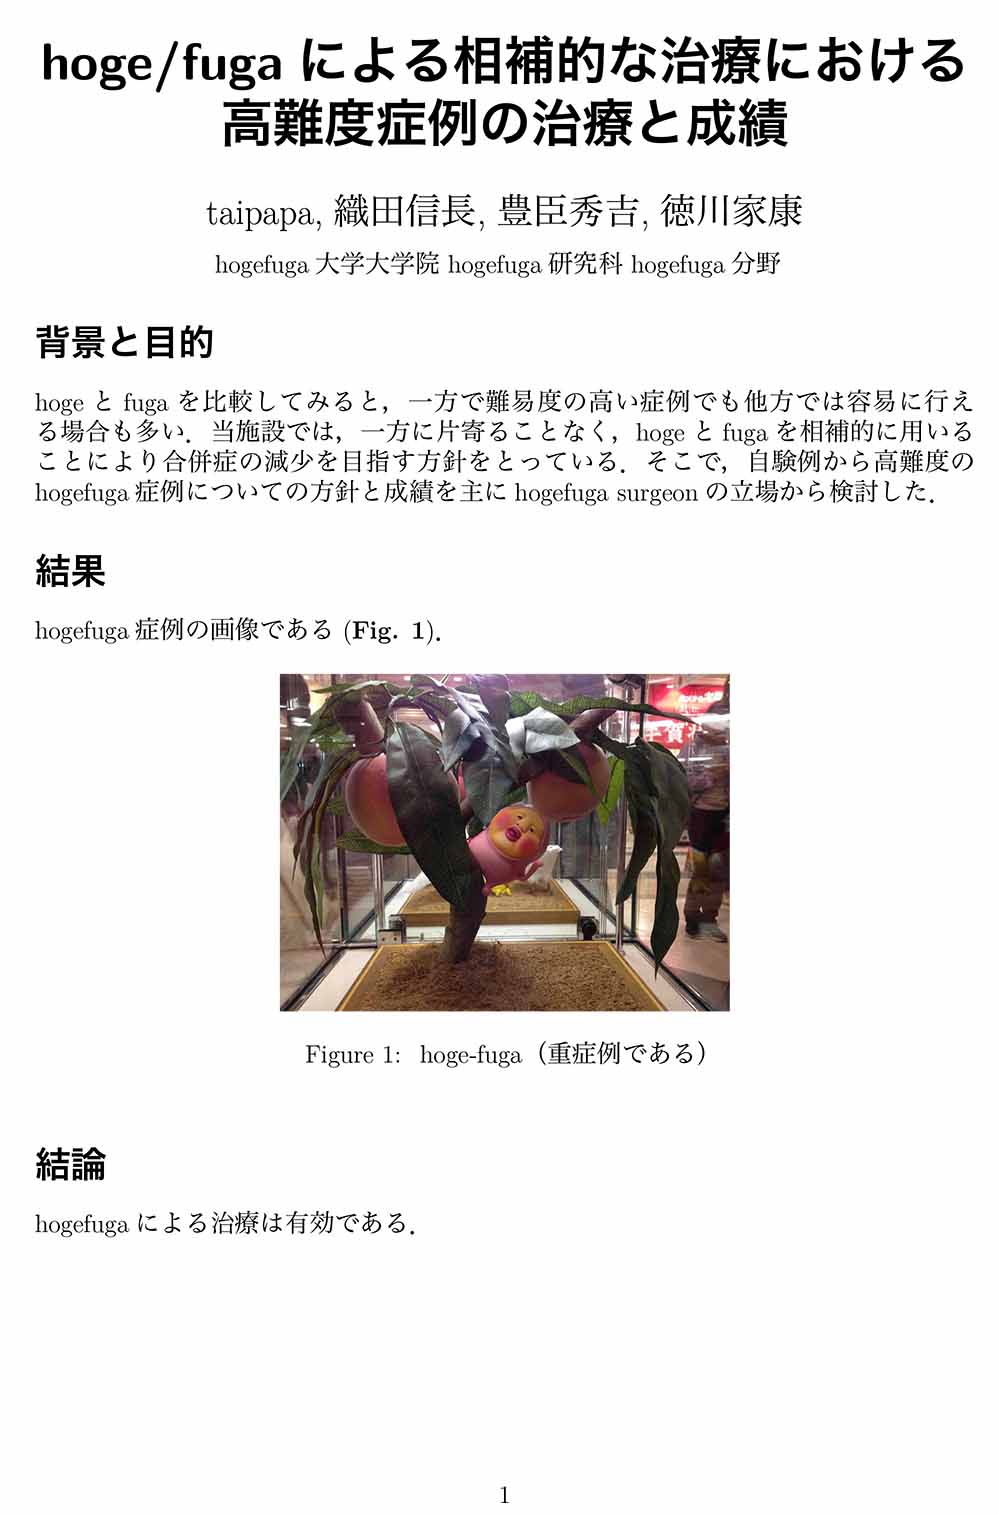 hoge/fuga による相補的な治療における
高難度症例の治療と成績
taipapa, 織田信長, 豊臣秀吉, 徳川家康
hogefuga 大学大学院 hogefuga 研究科 hogefuga 分野
背景と目的
hoge と fuga を比較してみると，一方で難易度の高い症例でも他方では容易に行え
る場合も多い．当施設では，一方に片寄ることなく，hoge と fuga を相補的に用いる
ことにより合併症の減少を目指す方針をとっている．そこで，自験例から高難度の
hogefuga 症例についての方針と成績を主に hogefuga surgeon の立場から検討した．
結果
hogefuga 症例の画像である (Fig. 1)．
Figure 1: hoge-fuga（重症例である）
結論
hogefuga による治療は有効である．
1